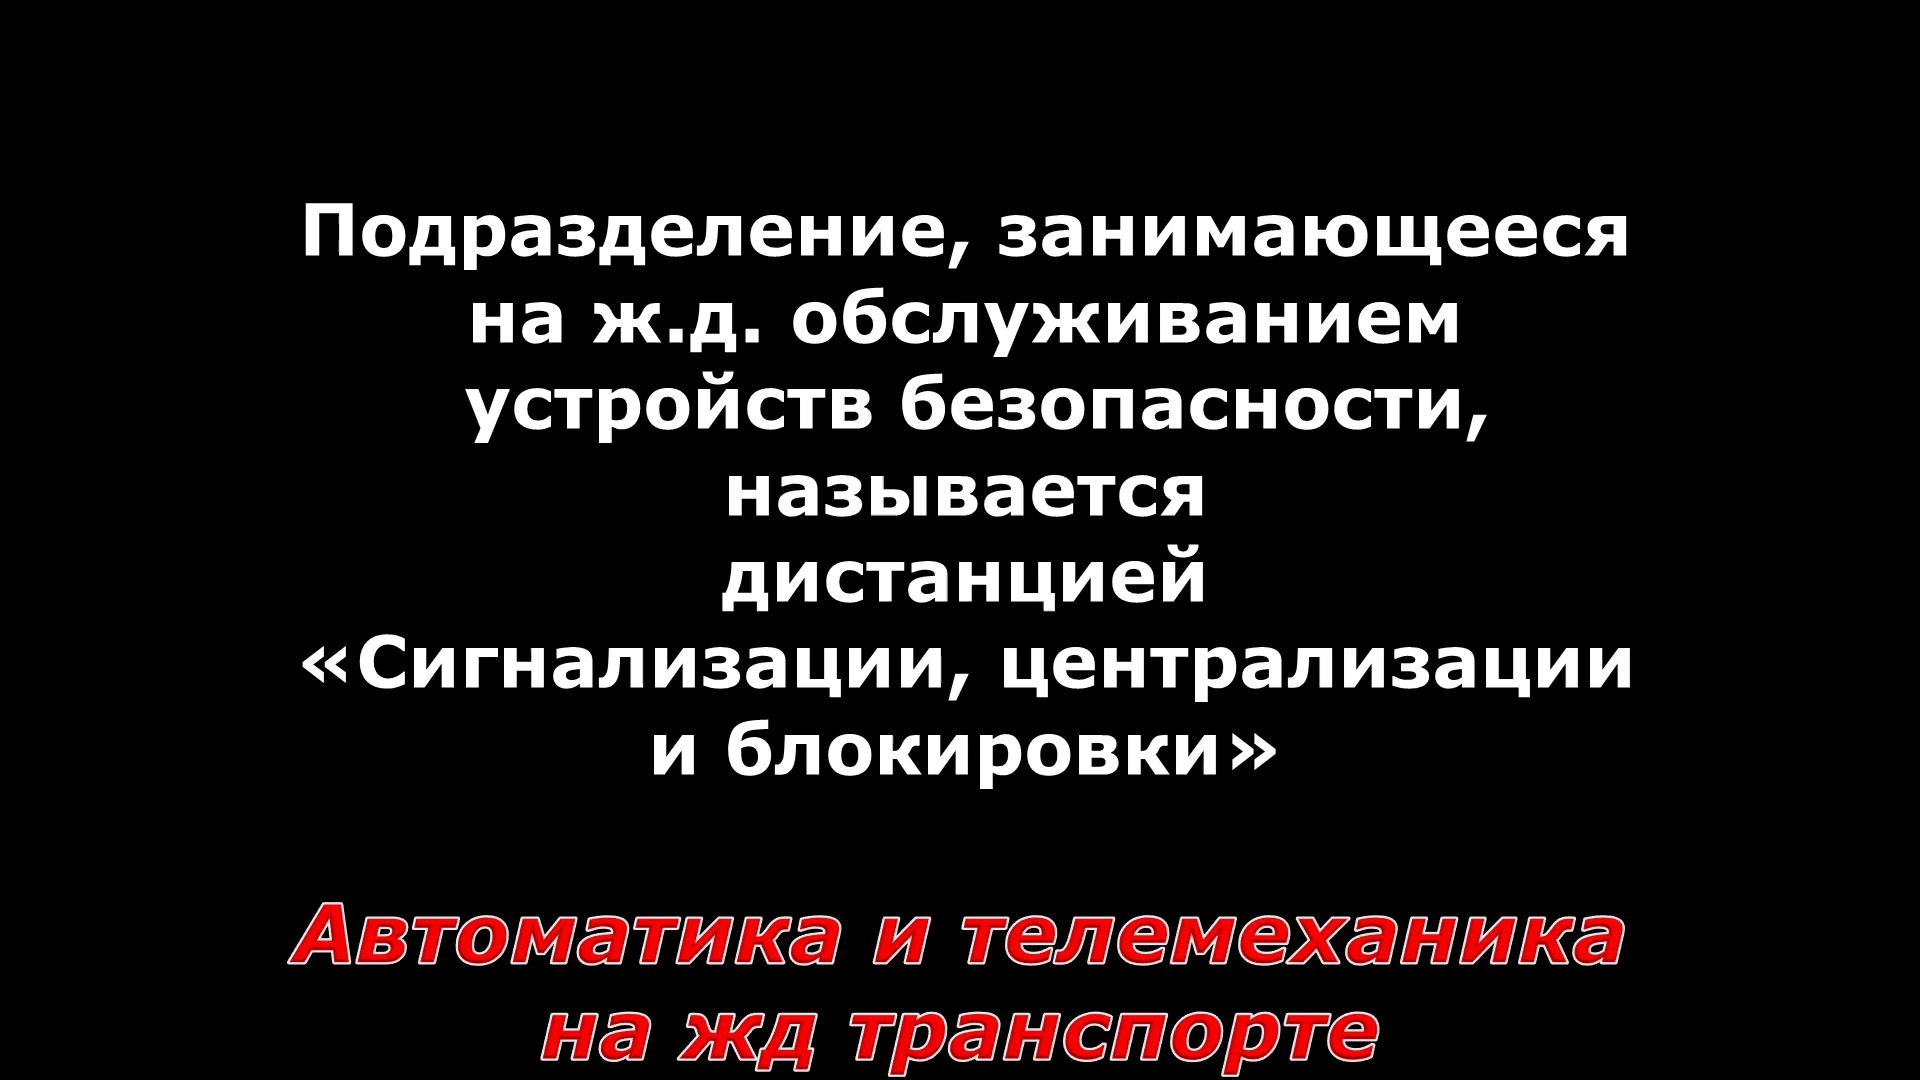 Подразделение, занимающееся
на ж.д. обслуживанием
устройств безопасности,
называется
дистанцией
«Сигнализации, централизации
и блокировки»
Автоматика и телемеханика
на жд транспорте